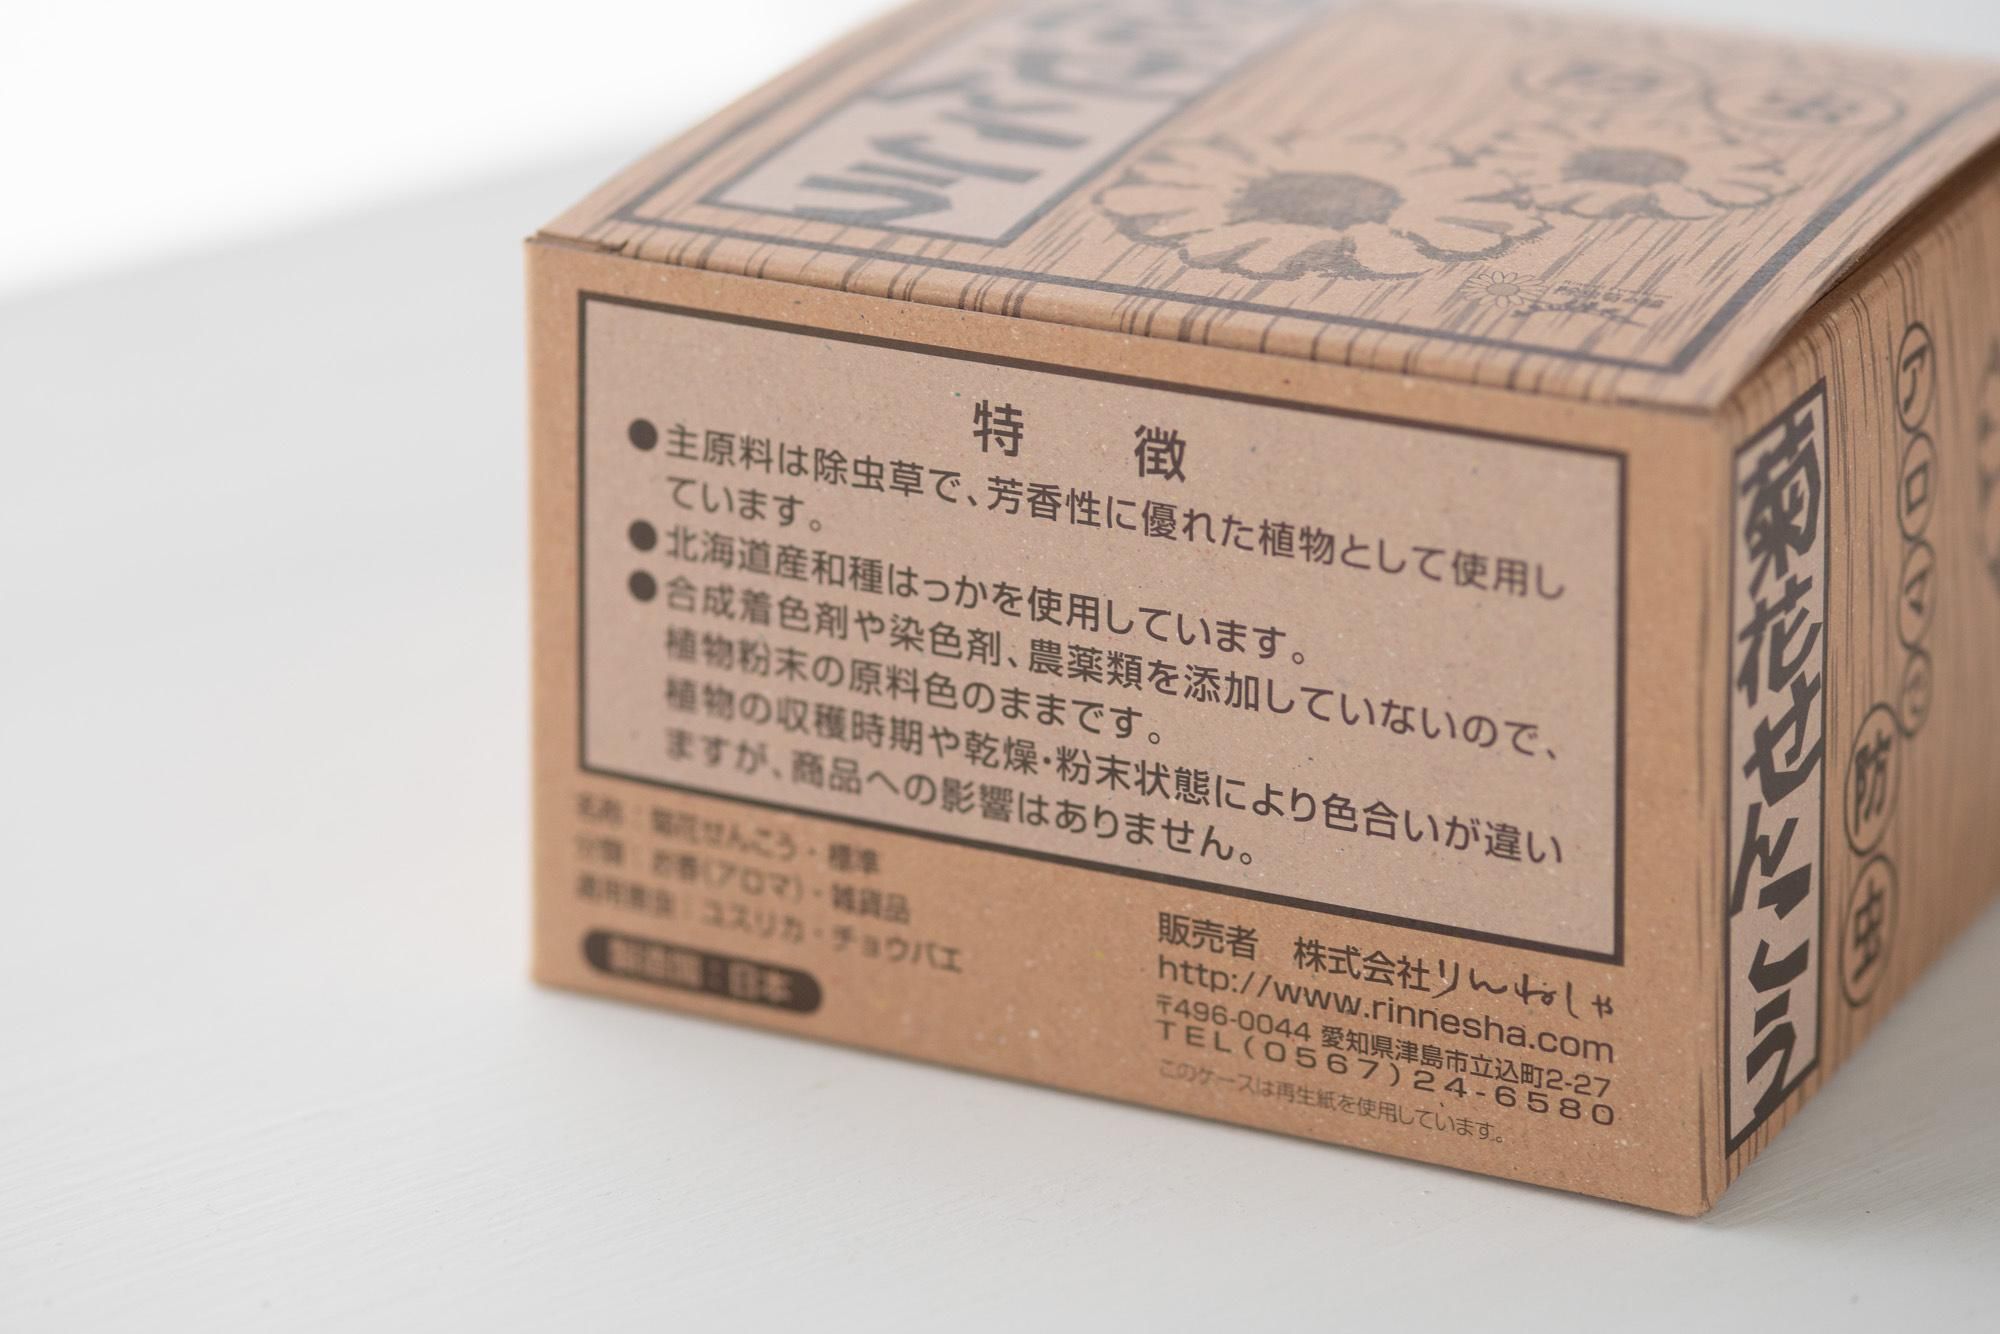 特 徴
●主原料は除虫草で、芳香性に優れた植物として使用し
ています。
●北海道産和種はっかを使用しています。
●合成着色剤や染色剤、農薬類を添加していないので、
植物粉末の原料色のままです。
植物の収穫時期や乾燥・粉末状態により色合いが違い
ますが、商品への影響はありません。
名称：菊花せんこう・標準
分類：お香(アロマ)・雑貨品
適用害虫：ユスリカ・チョウバエ
製造国：日本
販売者 株式会社りんねしゃ
http://www.rinnesha.com
〒496-0044 愛知県津島市立込町2-27
TEL(0567)24-6580
このケースは再生紙を使用しています。
菊花せんこう
防虫